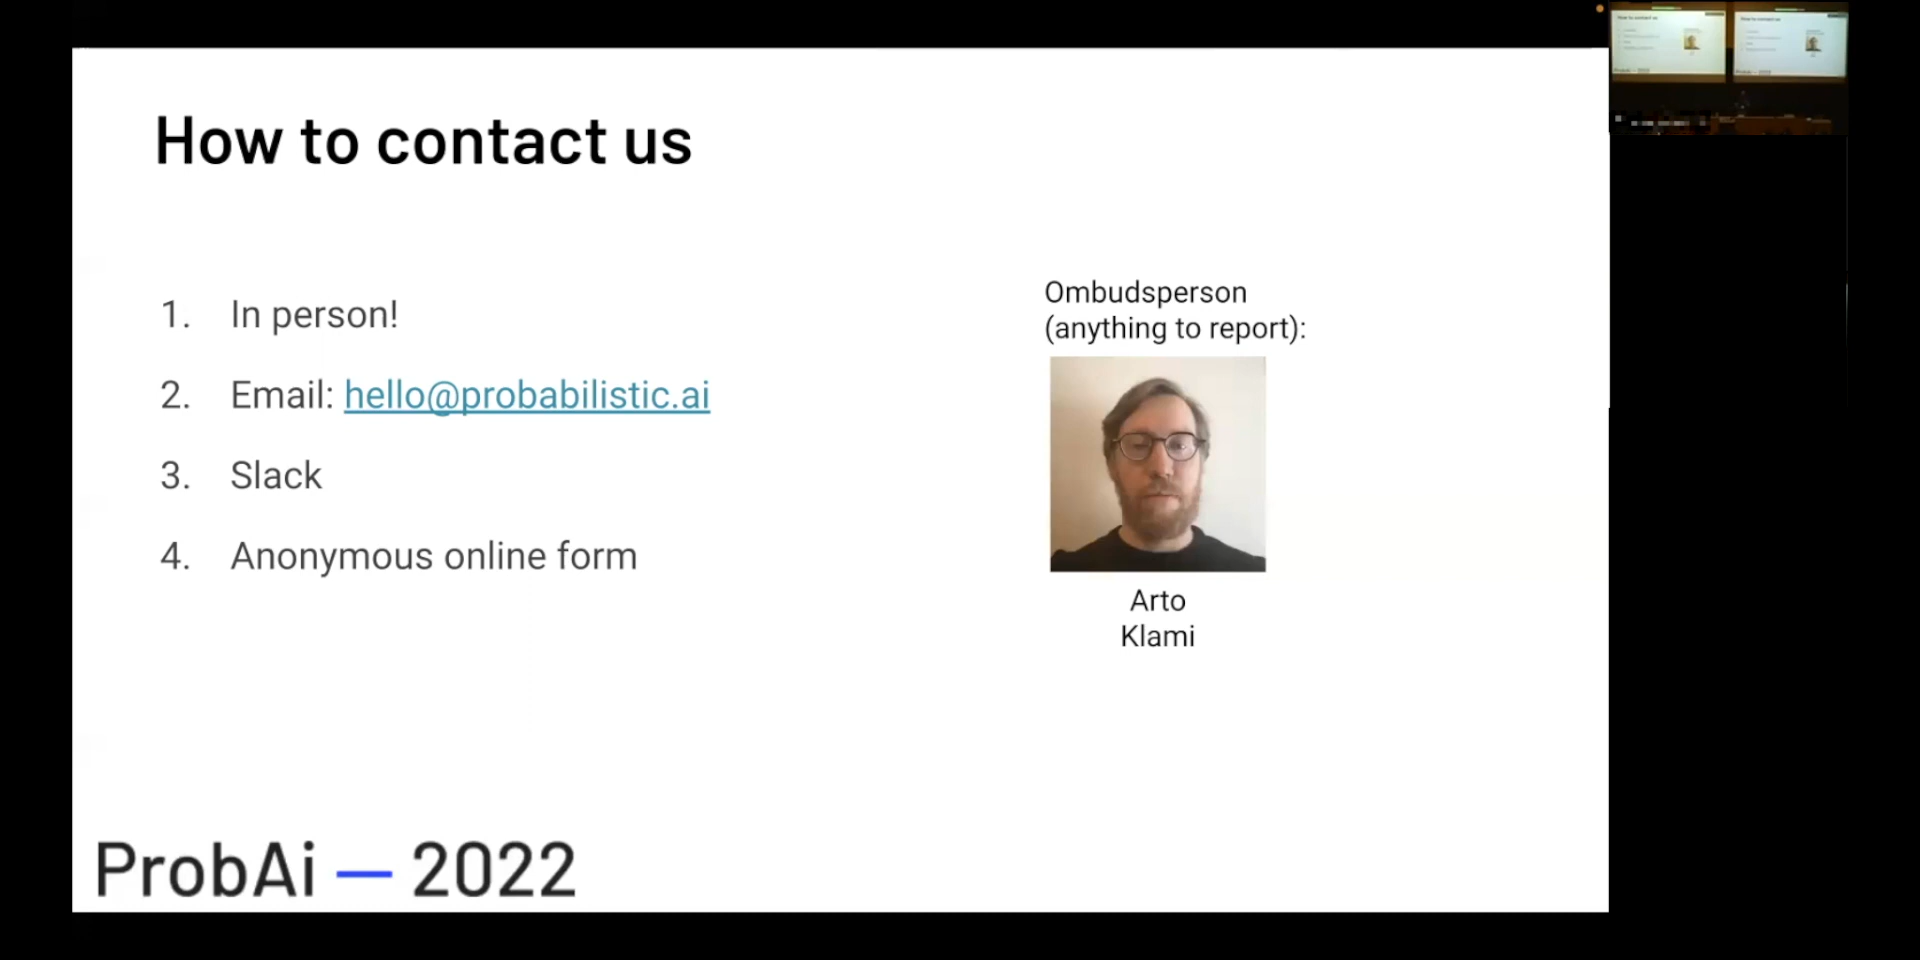 How to contact us
1. In person!
2. Email: hello@probabilistic.ai
3. Slack
4. Anonymous online form
Ombudsperson
(anything to report):
Arto
Klami
ProbAi — 2022